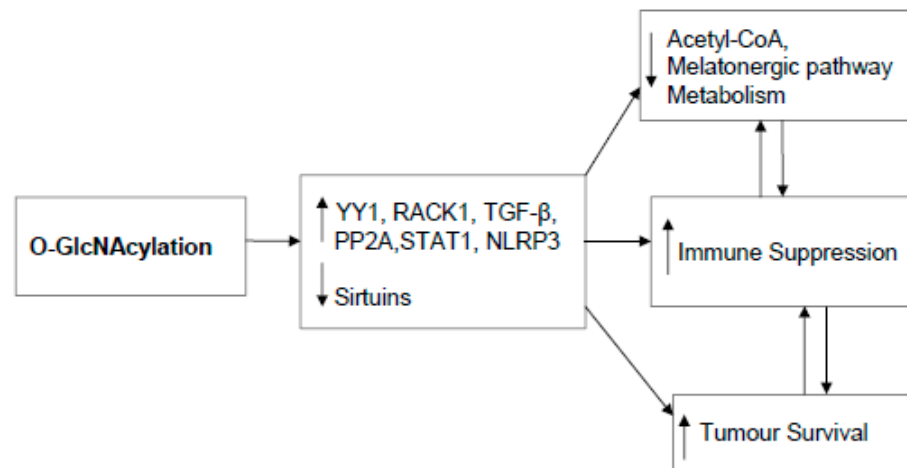 Acetyl-CoA,
Melatonergic pathway
Metabolism
O-GlcNAcylation
YY1, RACK1, TGF-β,
PP2A,STAT1, NLRP3
Sirtuins
Immune Suppression
Tumour Survival